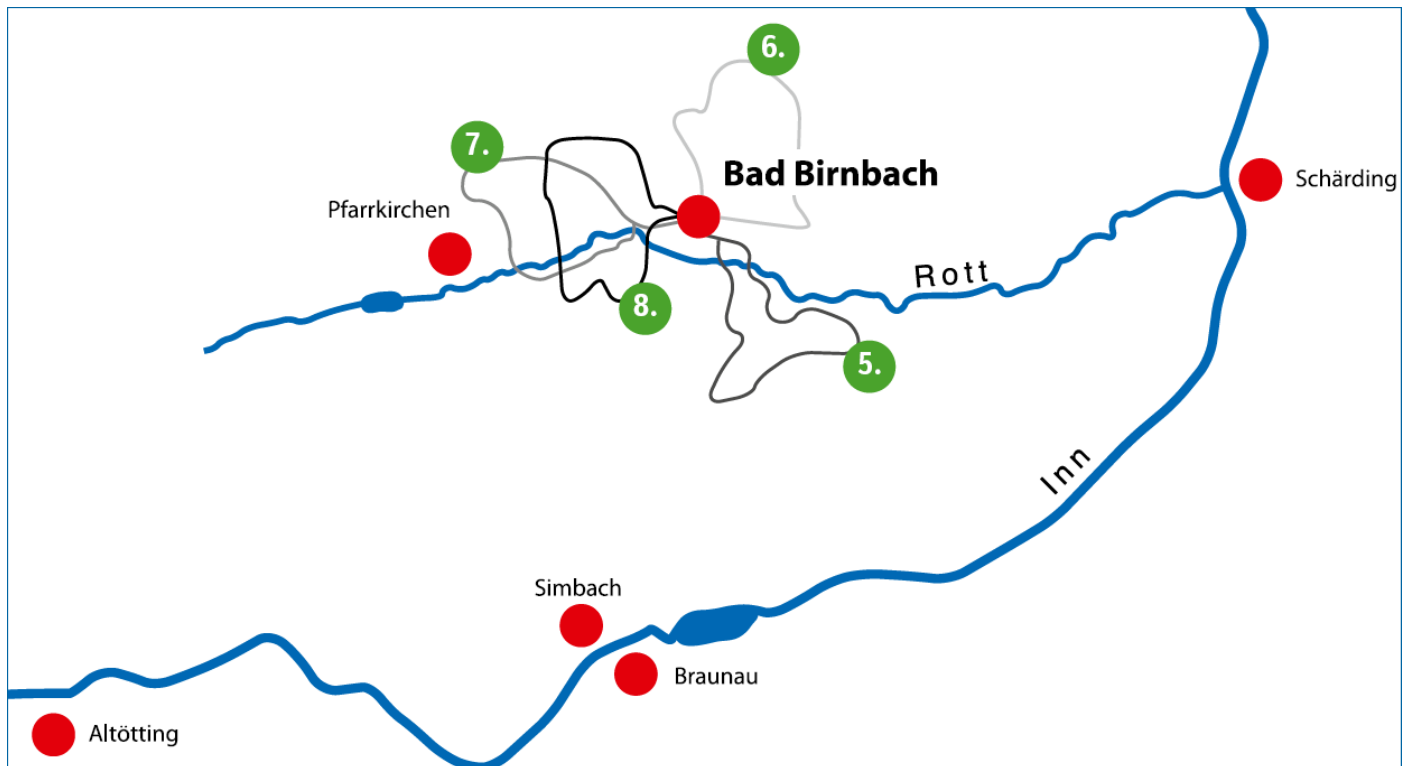 6.
7.
Bad Birnbach
Schärding
Pfarrkirchen
Rott
8.
5.
Inn
Simbach
Braunau
Altötting